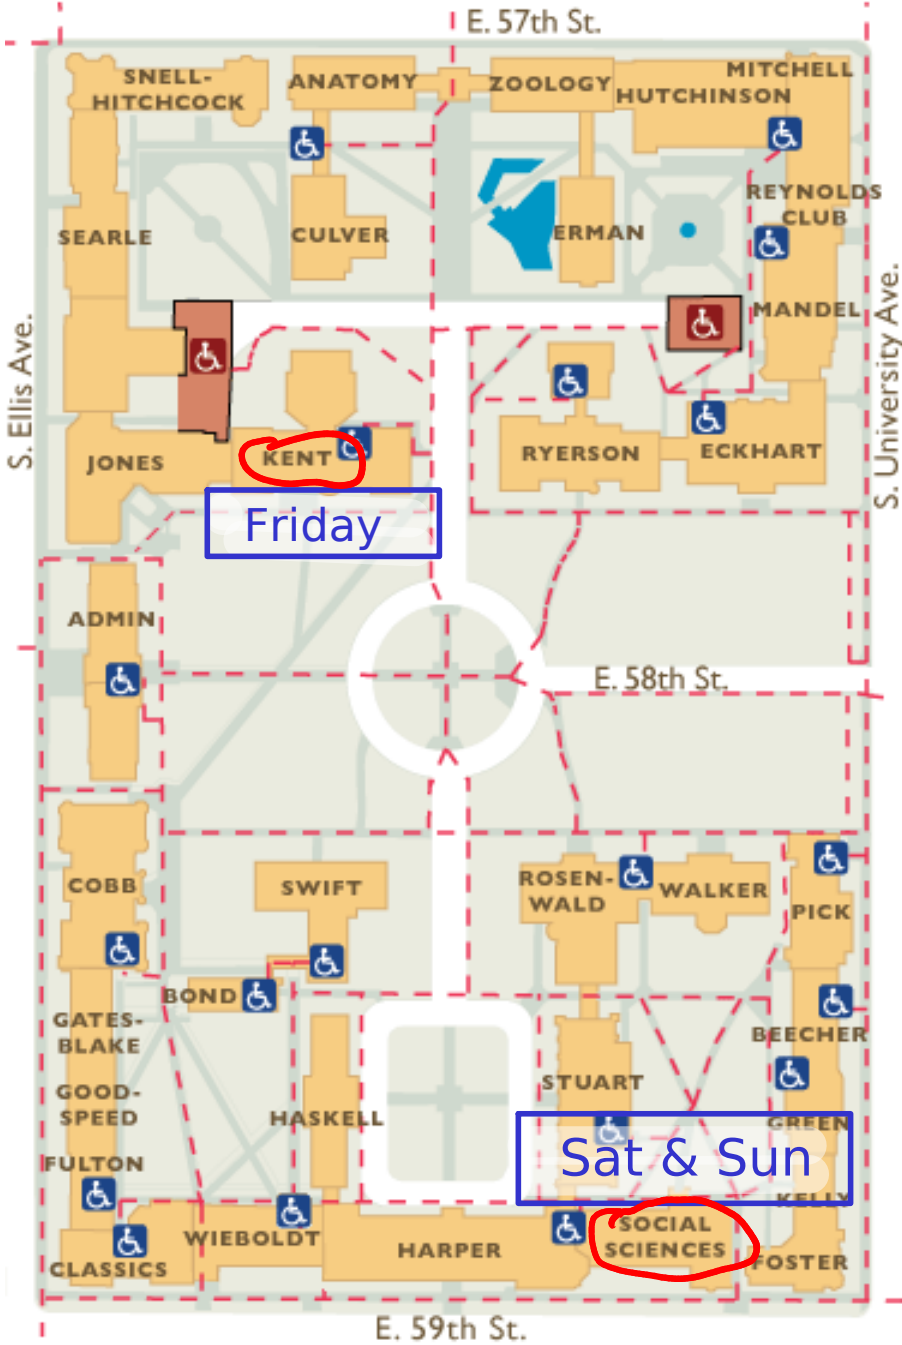 E. 57th St.
SNELL-
HITCHCOCK
ANATOMY
ZOOLOGY
MITCHELL
HUTCHINSON
REYNOLDS
CLUB
SEARLE
CULVER
ERMAN
MANDEL
S. Ellis Ave.
S. University Ave.
JONES
KENT
RYERSON
ECKHART
Friday
ADMIN
E. 58th St.
COBB
SWIFT
ROSEN-
WALD
WALKER
PICK
BOND
GATES-
BLAKE
BEECHER
GOOD-
SPEED
HASKELL
STUART
GREEN
Sat & Sun
FULTON
KELLY
WIEBOLDT
HARPER
SOCIAL
SCIENCES
CLASSICS
FOSTER
E. 59th St.